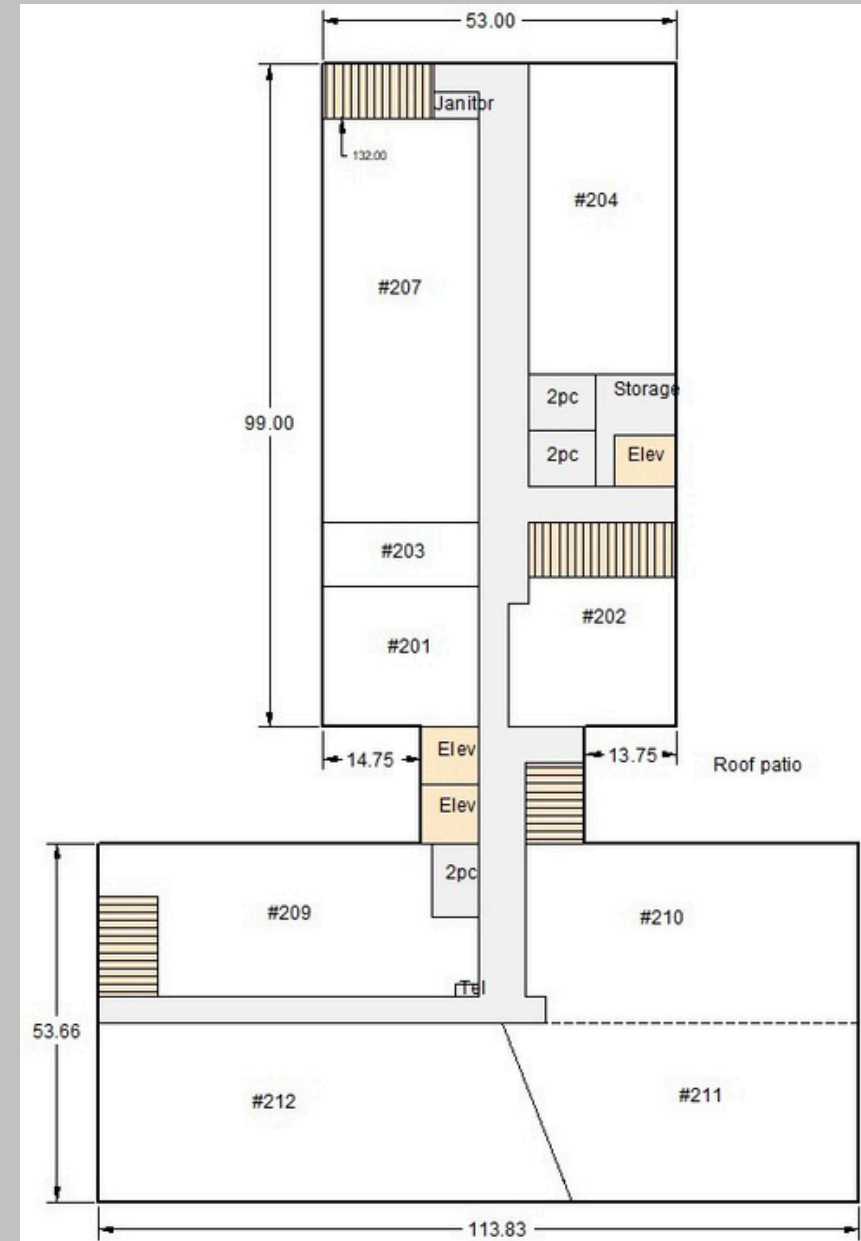 53.00
Janitor
132.00
#204
#207
2pc
Storage
99.00
2pc
Elev
#203
#202
#201
Elev
14.75
13.75
Roof patio
Elev
2pc
#209
#210
Tel
53.66
#212
#211
113.83